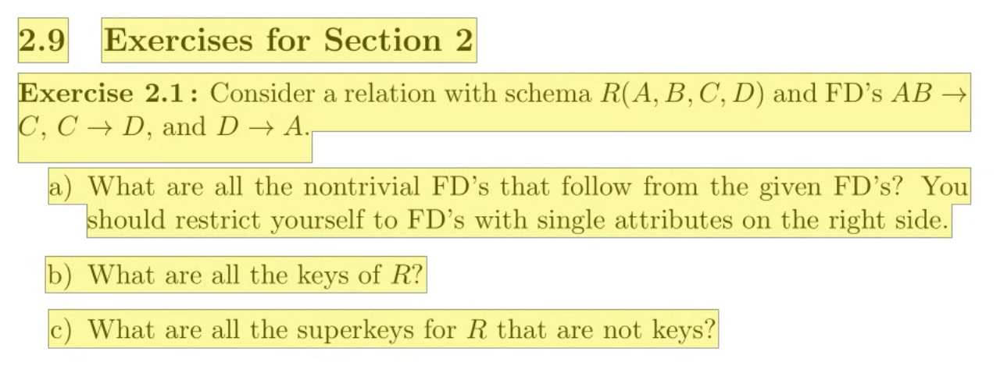 2.9 Exercises for Section 2
Exercise 2.1: Consider a relation with schema R(A, B, C, D) and FD's AB →
C, C → D, and D → A.
a) What are all the nontrivial FD's that follow from the given FD's? You
should restrict yourself to FD's with single attributes on the right side.
b) What are all the keys of R?
c) What are all the superkeys for R that are not keys?